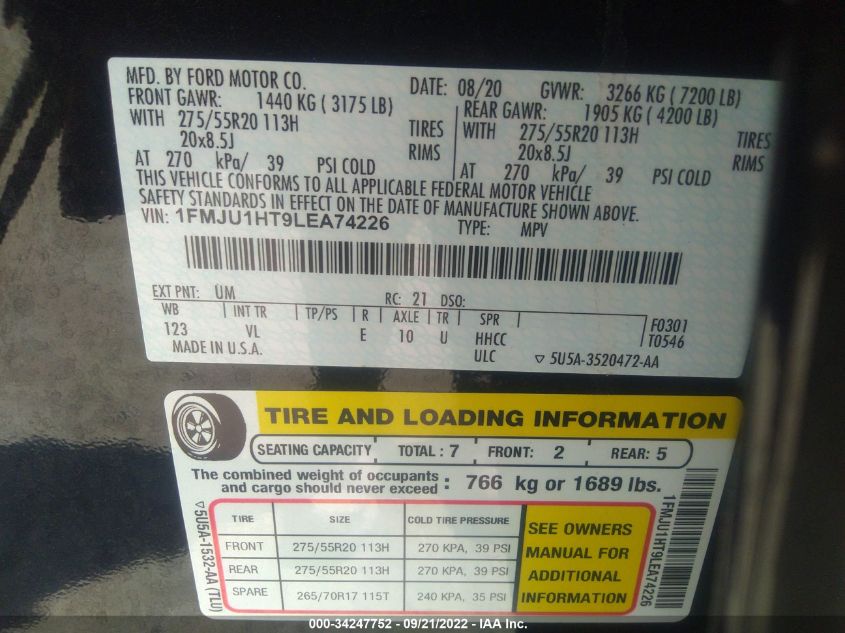 MFD. BY FORD MOTOR CO.
DATE: 08/20 GVWR: 3266 KG ( 7200 LB)
FRONT GAWR: 1440 KG ( 3175 LB) REAR GAWR: 1905 KG ( 4200 LB)
WITH 275/55R20 113H TIRES WITH 275/55R20 113H TIRES
20x8.5J RIMS 20x8.5J RIMS
AT 270 kPa/ 39 PSI COLD AT 270 kPa/ 39 PSI COLD
THIS VEHICLE CONFORMS TO ALL APPLICABLE FEDERAL MOTOR VEHICLE
SAFETY STANDARDS IN EFFECT ON THE DATE OF MANUFACTURE SHOWN ABOVE.
VIN: 1FMJU1HT9LEA74226 TYPE: MPV
EXT PNT: UM RC: 21 DSO:
WB INT TR TP/PS R AXLE TR SPR F0301
123 VL E 10 U HHCC T0546
MADE IN U.S.A. ULC ▽ 5U5A-3520472-AA
TIRE AND LOADING INFORMATION
SEATING CAPACITY TOTAL : 7 FRONT: 2 REAR: 5
The combined weight of occupants
and cargo should never exceed : 766 kg or 1689 lbs.
TIRE SIZE COLD TIRE PRESSURE
FRONT 275/55R20 113H 270 KPA, 39 PSI
REAR 275/55R20 113H 270 KPA, 39 PSI
SPARE 265/70R17 115T 240 KPA, 35 PSI
SEE OWNERS
MANUAL FOR
ADDITIONAL
INFORMATION
▽5U5A-1532-AA (TLU)
1FMJU1HT9LEA74226
000-34247752 - 09/21/2022 - IAA Inc.